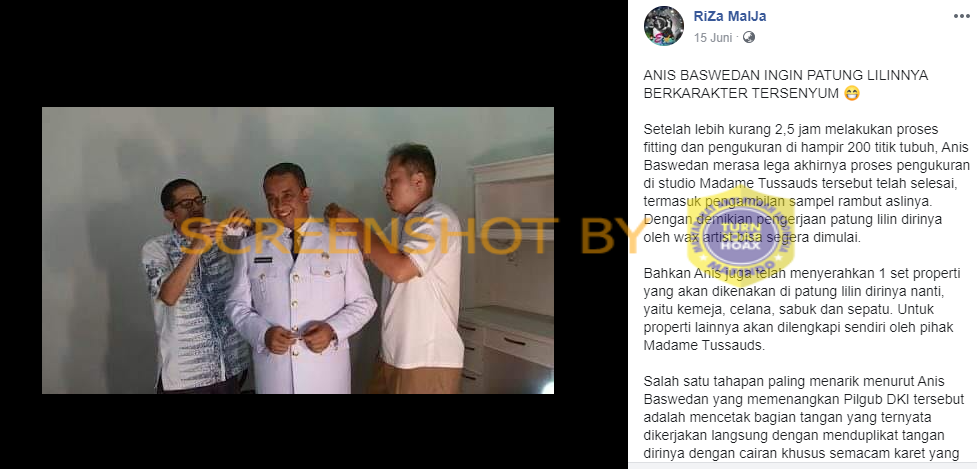 RiZa MalJa
15 Juni ·
ANIS BASWEDAN INGIN PATUNG LILINNYA
BERKARAKTER TERSENYUM 😁
Setelah lebih kurang 2,5 jam melakukan proses
fitting dan pengukuran di hampir 200 titik tubuh, Anis
Baswedan merasa lega akhirnya proses pengukuran
di studio Madame Tussauds tersebut telah selesai,
termasuk pengambilan sampel rambut aslinya.
Dengan demikian pengerjaan patung lilin dirinya
oleh wax artist bisa segera dimulai.
Bahkan Anis juga telah menyerahkan 1 set properti
yang akan dikenakan di patung lilin dirinya nanti,
yaitu kemeja, celana, sabuk dan sepatu. Untuk
properti lainnya akan dilengkapi sendiri oleh pihak
Madame Tussauds.
Salah satu tahapan paling menarik menurut Anis
Baswedan yang memenangkan Pilgub DKI tersebut
adalah mencetak bagian tangan yang ternyata
dikerjakan langsung dengan menduplikat tangan
dirinya dengan cairan khusus semacam karet yang
SCREENSHOT BY
TURN
BACK
HOAX